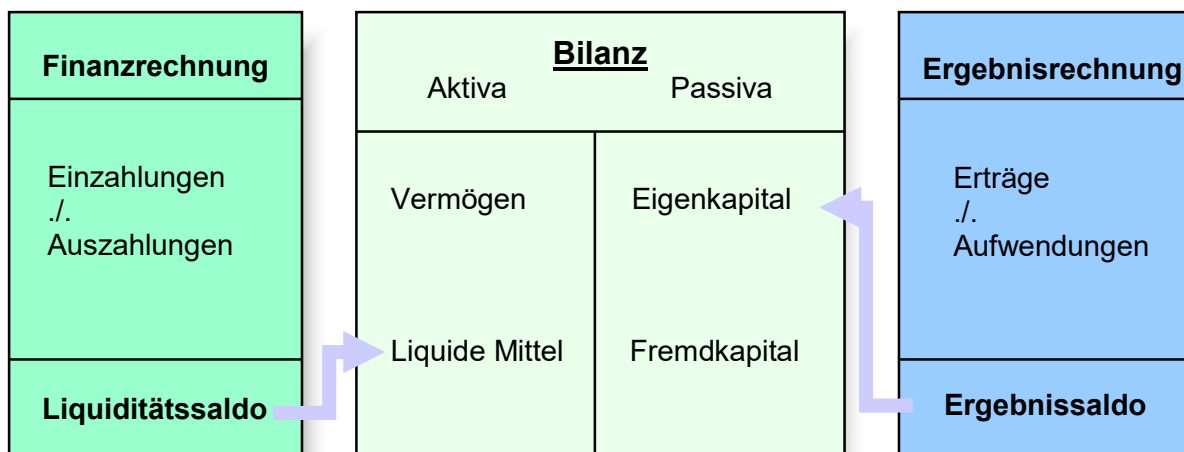 Finanzrechnung
Einzahlungen
./.
Auszahlungen
Liquiditätssaldo
Bilanz
Aktiva Passiva
Vermögen Eigenkapital
Liquide Mittel Fremdkapital
Ergebnisrechnung
Erträge
./.
Aufwendungen
Ergebnissaldo